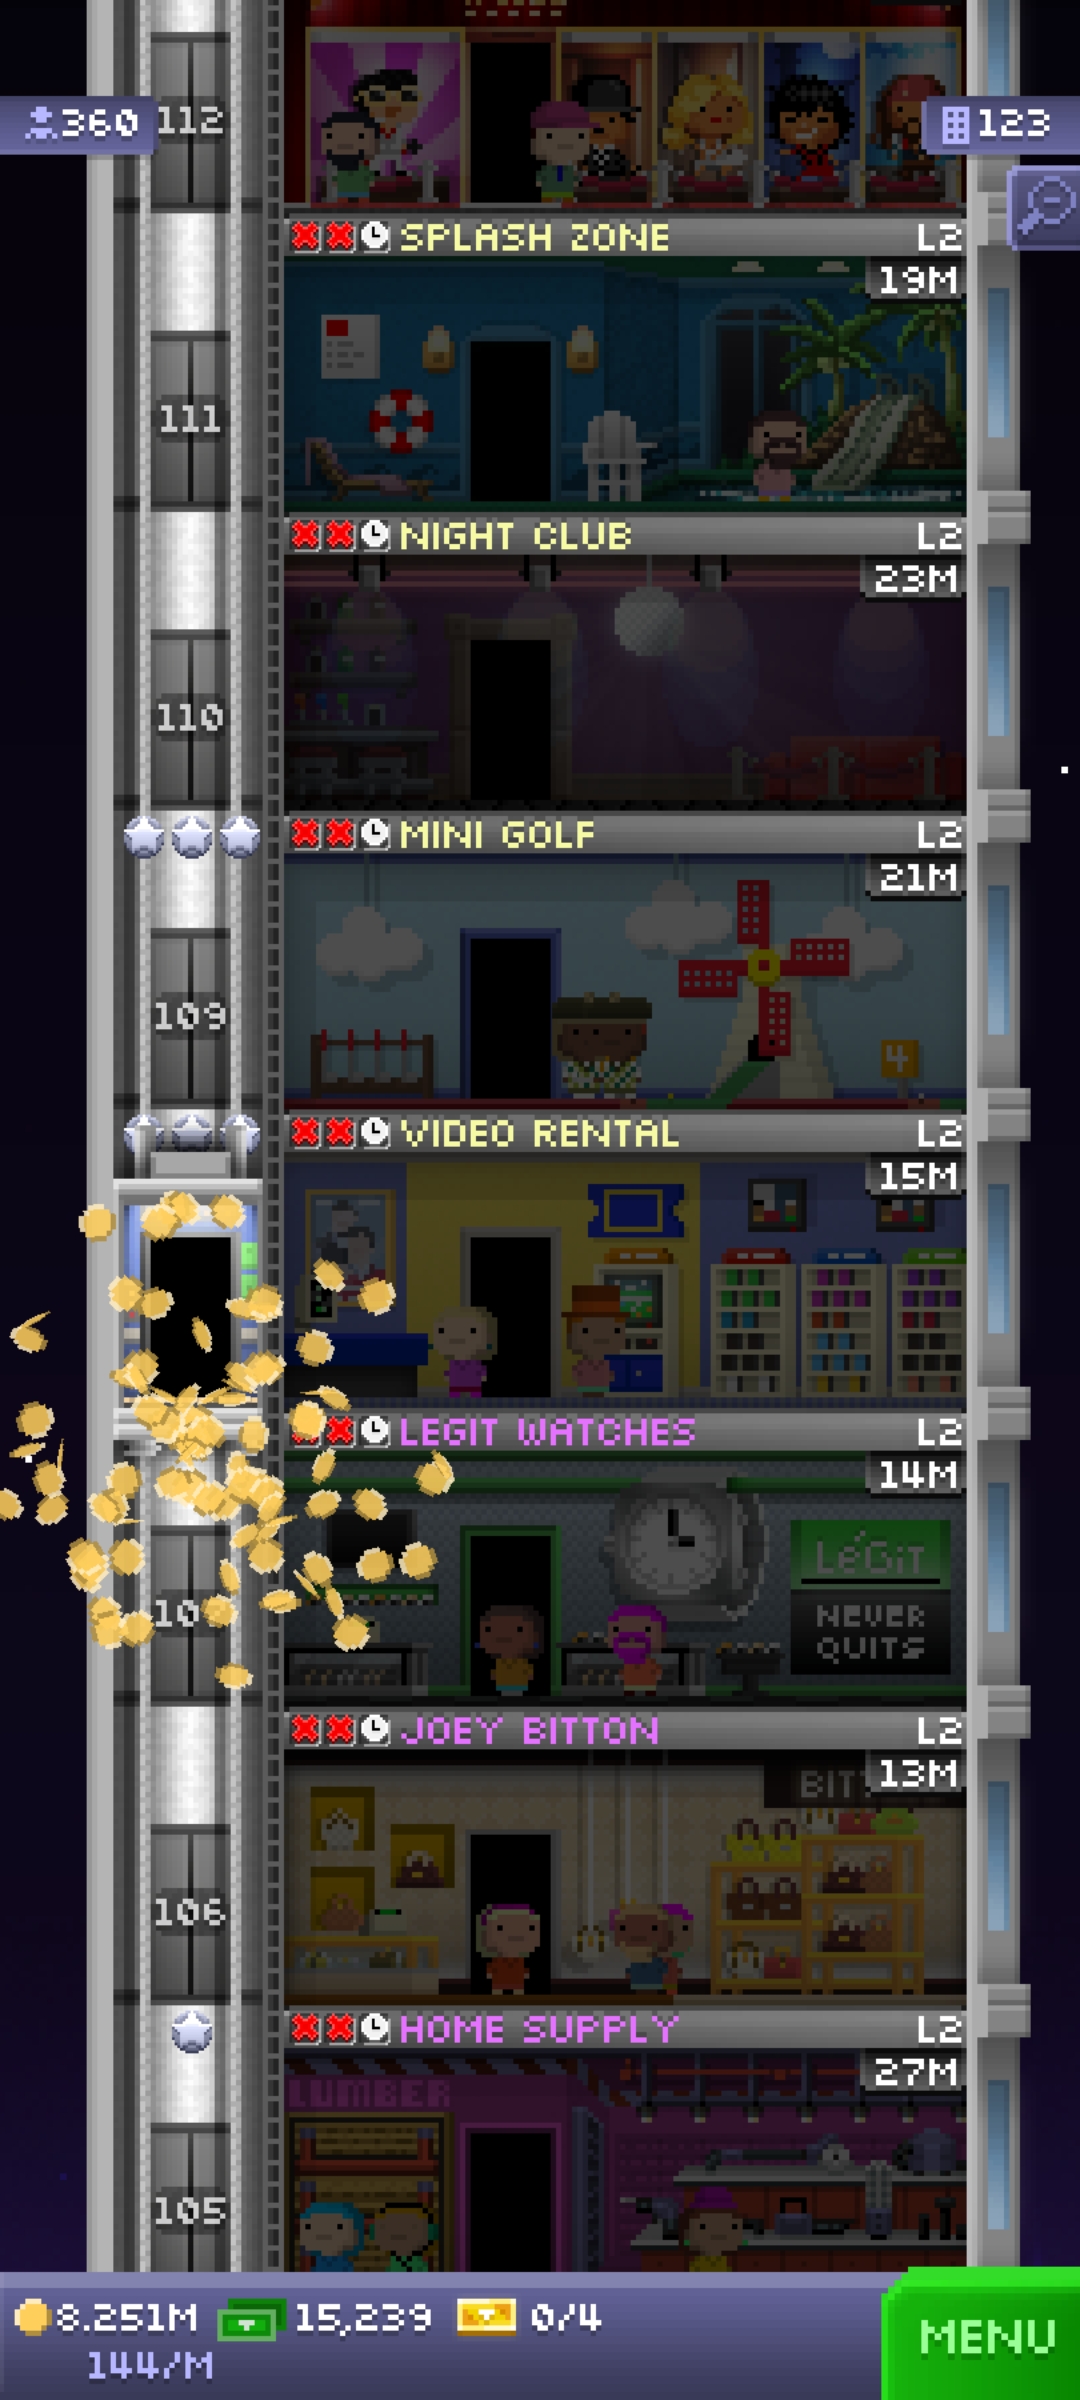 360
112
123
SPLASH ZONE
L2
19M
111
NIGHT CLUB
L2
23M
110
MINI GOLF
L2
21M
109
4
VIDEO RENTAL
L2
15M
LEGIT WATCHES
L2
14M
LeGiT
NEVER
QUITS
10
JOEY BITTON
L2
13M
BITT
106
HOME SUPPLY
L2
27M
LUMBER
105
8.251M
15,239
0/4
144/M
MENU